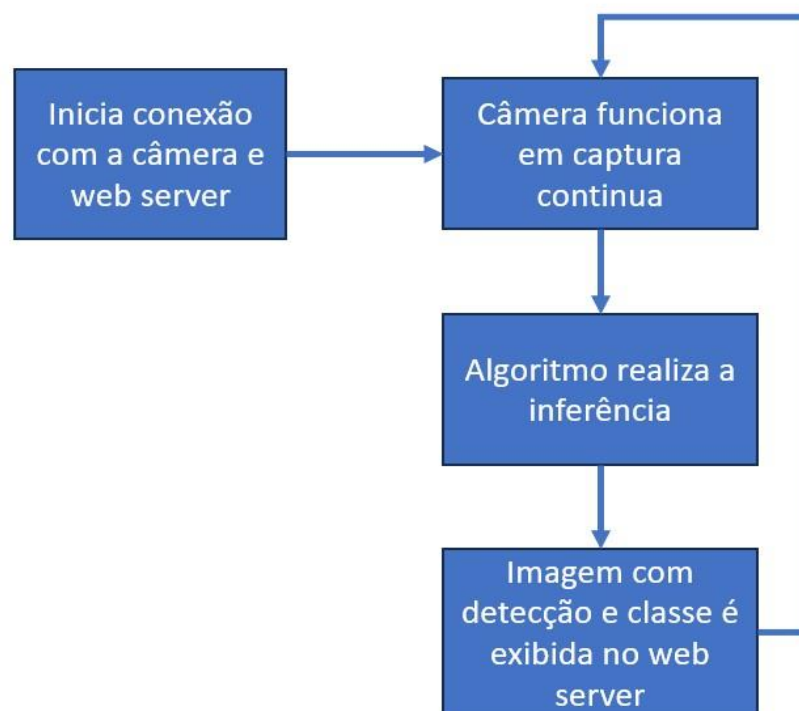 Inicia conexão
com a câmera e
web server
Câmera funciona
em captura
continua
Algoritmo realiza a
inferência
Imagem com
detecção e classe é
exibida no web
server